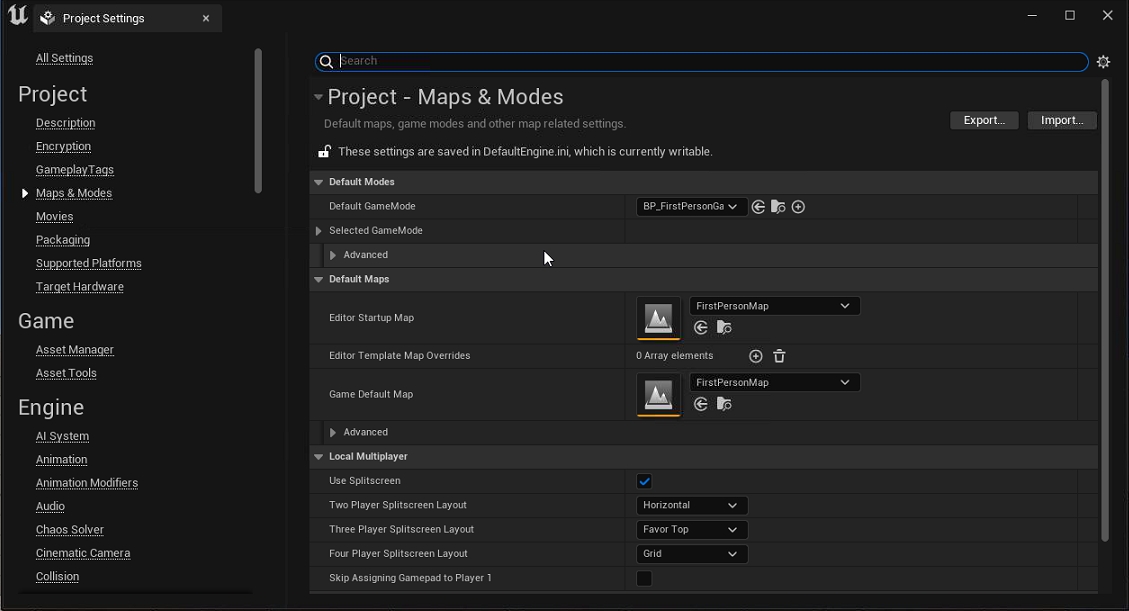 Project Settings
All Settings
Project
Description
Encryption
GameplayTags
Maps & Modes
Movies
Packaging
Supported Platforms
Target Hardware
Game
Asset Manager
Asset Tools
Engine
AI System
Animation
Animation Modifiers
Audio
Chaos Solver
Cinematic Camera
Collision
Search
Project - Maps & Modes
Default maps, game modes and other map related settings.
Export... Import...
These settings are saved in DefaultEngine.ini, which is currently writable.
Default Modes
Default GameMode BP_FirstPersonGa
Selected GameMode
Advanced
Default Maps
Editor Startup Map FirstPersonMap
Editor Template Map Overrides 0 Array elements
Game Default Map FirstPersonMap
Advanced
Local Multiplayer
Use Splitscreen
Two Player Splitscreen Layout Horizontal
Three Player Splitscreen Layout Favor Top
Four Player Splitscreen Layout Grid
Skip Assigning Gamepad to Player 1